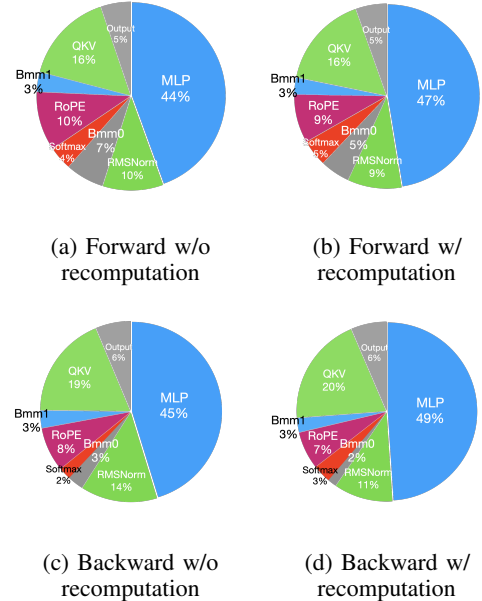 Output
5%
QKV
16%
MLP
44%
Bmm1
3%
RoPE
10%
Bmm0
7%
Softmax
4%
RMSNorm
10%
(a) Forward w/o
recomputation
Output
5%
QKV
16%
MLP
47%
Bmm1
3%
RoPE
9%
Bmm0
5%
Softmax
5%
RMSNorm
9%
(b) Forward w/
recomputation
Output
6%
QKV
19%
MLP
45%
Bmm1
3%
RoPE
8%
Bmm0
3%
Softmax
2%
RMSNorm
14%
(c) Backward w/o
recomputation
Output
6%
QKV
20%
MLP
49%
Bmm1
3%
RoPE
7%
Bmm0
2%
Softmax
3%
RMSNorm
11%
(d) Backward w/
recomputation